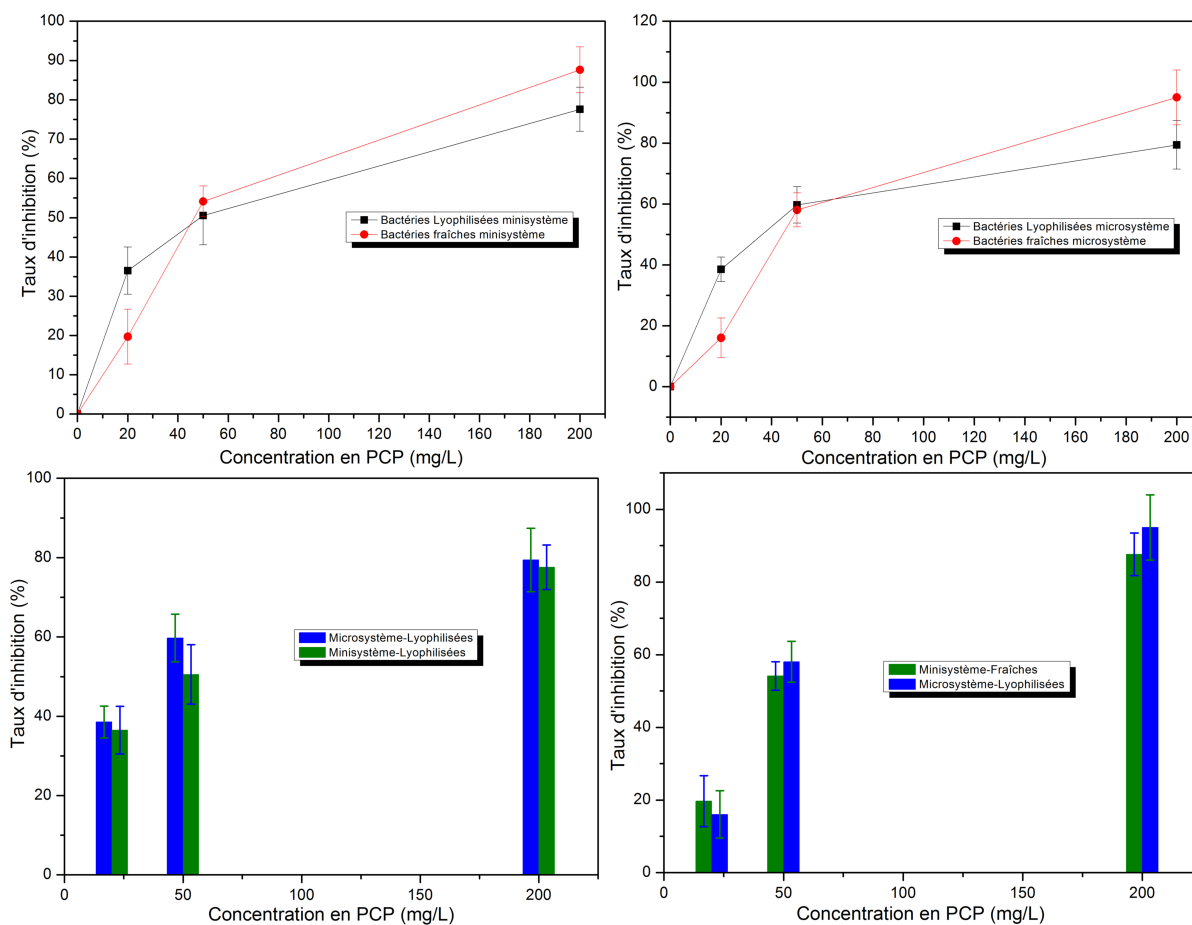 100
90
80
70
60
50
40
30
20
10
0
Taux d'inhibition (%)
Bactéries Lyophilisées minisystème
Bactéries fraîches minisystème
0 20 40 60 80 100 120 140 160 180 200
Concentration en PCP (mg/L)
120
100
80
60
40
20
0
Taux d'inhibition (%)
Bactéries Lyophilisées microsystème
Bactéries fraîches microsystème
0 20 40 60 80 100 120 140 160 180 200
Concentration en PCP (mg/L)
100
80
60
40
20
0
Taux d'inhibition (%)
Microsystème-Lyophilisées
Minisystème-Lyophilisées
0 50 100 150 200
Concentration en PCP (mg/L)
100
80
60
40
20
0
Taux d'inhibition (%)
Minisystème-Fraîches
Microsystème-Lyophilisées
0 50 100 150 200
Concentration en PCP (mg/L)